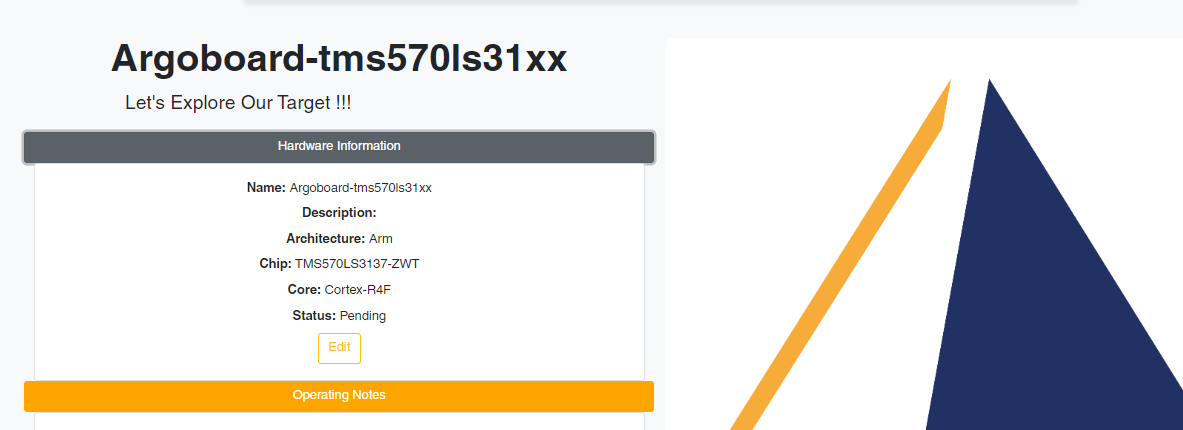 Argoboard-tms570ls31xx
Let's Explore Our Target !!!
Hardware Information
Name: Argoboard-tms570ls31xx
Description:
Architecture: Arm
Chip: TMS570LS3137-ZWT
Core: Cortex-R4F
Status: Pending
Edit
Operating Notes